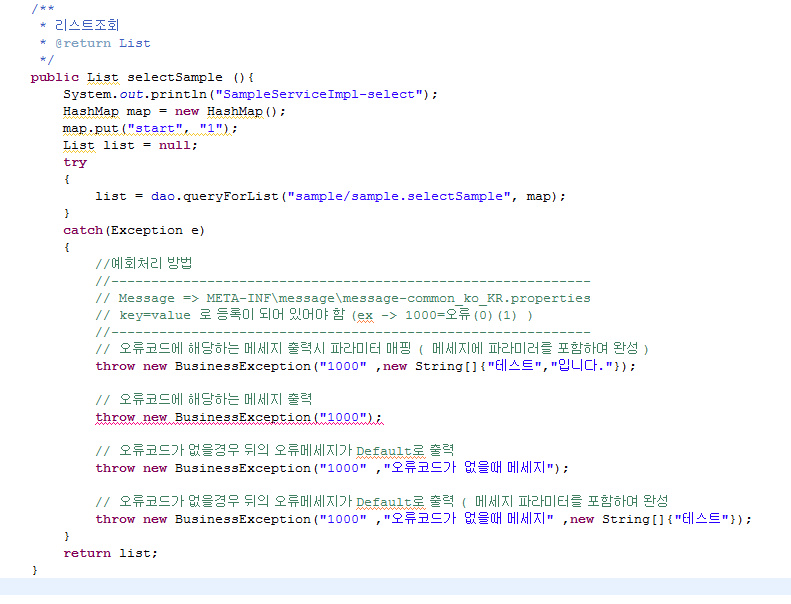 /**
 * 리스트조회
 * @return List
 */
public List selectSample (){
    System.out.println("SampleServiceImpl-select");
    HashMap map = new HashMap();
    map.put("start", "1");
    List list = null;
    try
    {
        list = dao.queryForList("sample/sample.selectSample", map);
    }
    catch(Exception e)
    {
        //예회처리 방법
        //------------------------------------------------------------
        // Message => META-INF\message\message-common_ko_KR.properties
        // key=value 로 등록이 되어 있어야 함 (ex -> 1000=오류(0)(1) )
        //------------------------------------------------------------
        // 오류코드에 해당하는 메세지 출력시 파라미터 매핑 ( 메세지에 파라미러를 포함하여 완성 )
        throw new BusinessException("1000" ,new String[]{"테스트","입니다."});

        // 오류코드에 해당하는 메세지 출력
        throw new BusinessException("1000");

        // 오류코드가 없을경우 뒤의 오류메세지가 Default로 출력
        throw new BusinessException("1000" ,"오류코드가 없을때 메세지");

        // 오류코드가 없을경우 뒤의 오류메세지가 Default로 출력 ( 메세지 파라미터를 포함하여 완성
        throw new BusinessException("1000" ,"오류코드가 없을때 메세지" ,new String[]{"테스트"});
    }
    return list;
}